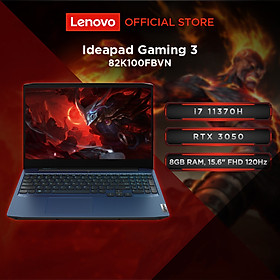 Lenovo OFFICIAL STORE
Ideapad Gaming 3
82K100FBVN
I7 11370H
RTX 3050
8GB RAM, 15.6" FHD 120Hz